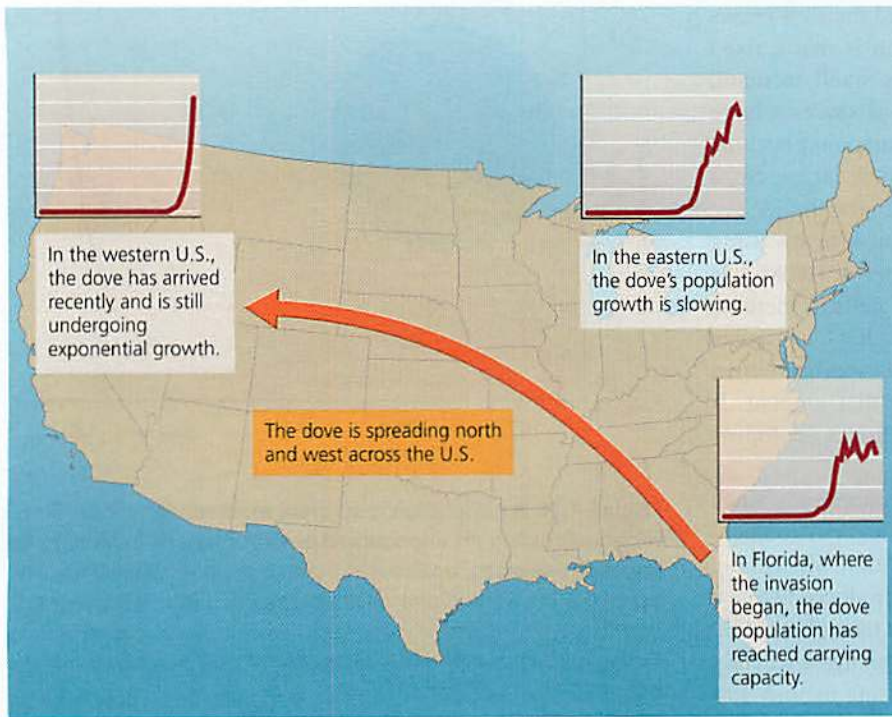 In the western U.S.,
the dove has arrived
recently and is still
undergoing
exponential growth.
In the eastern U.S.,
the dove's population
growth is slowing.
The dove is spreading north
and west across the U.S.
In Florida, where
the invasion
began, the dove
population has
reached carrying
capacity.